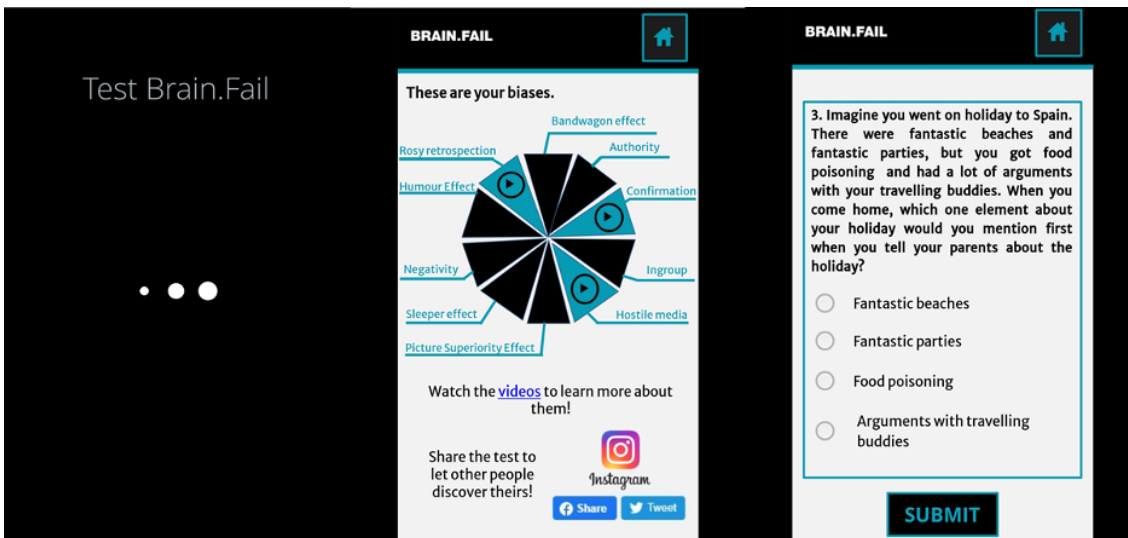 Test Brain.Fail
BRAIN.FAIL
These are your biases.
Bandwagon effect
Authority
Rosy retrospection
Humour Effect
Confirmation
Negativity
Ingroup
Sleeper effect
Hostile media
Picture Superiority Effect
Watch the videos to learn more about
them!
Share the test to
let other people
discover theirs!
Instagram
Share
Tweet
BRAIN.FAIL
3. Imagine you went on holiday to Spain.
There were fantastic beaches and
fantastic parties, but you got food
poisoning and had a lot of arguments
with your travelling buddies. When you
come home, which one element about
your holiday would you mention first
when you tell your parents about the
holiday?
Fantastic beaches
Fantastic parties
Food poisoning
Arguments with travelling
buddies
SUBMIT